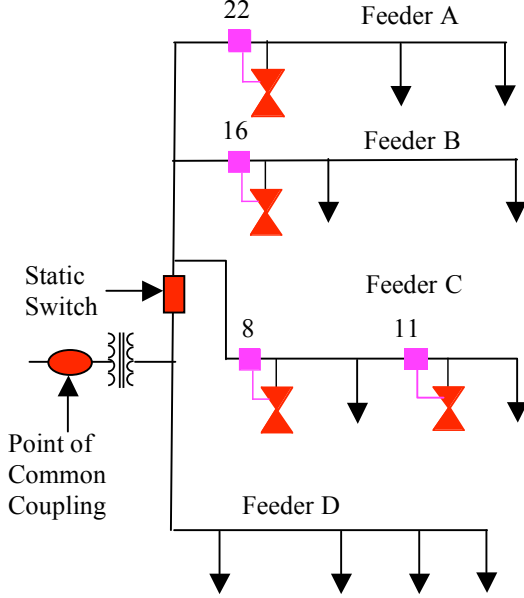 22
Feeder A
16
Feeder B
Static
Switch
Feeder C
8
11
Point of
Common
Coupling
Feeder D